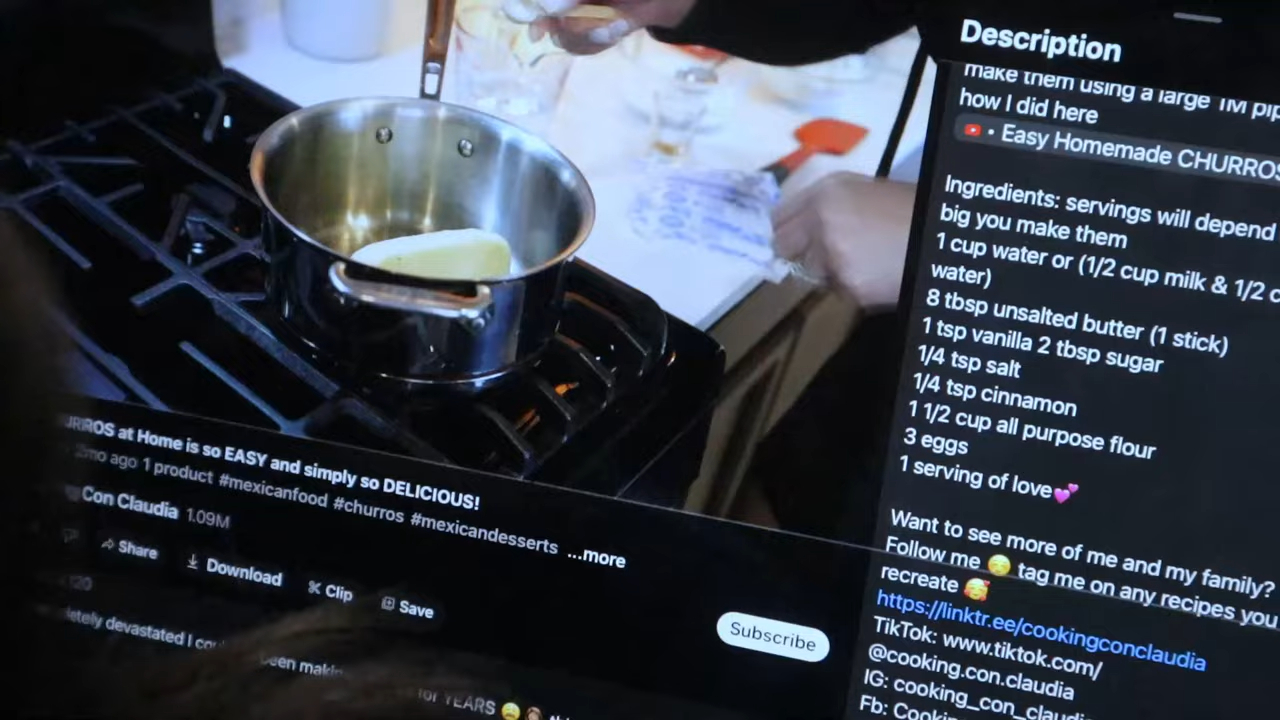 Description
make them using a large 1M
how I did here
• Easy Homemade CHURROS
Ingredients: servings will depend
big you make them
1 cup water or (1/2 cup milk & 1/2
water)
8 tbsp unsalted butter (1 stick)
1 tsp vanilla 2 tbsp sugar
1/4 tsp salt
1/4 tsp cinnamon
1 1/2 cup all purpose flour
3 eggs
1 serving of love💕
Want to see more of me and my family?
Follow me ☺️ tag me on any recipes you
recreate 🥰
https://linktr.ee/cookingconclaudia
TikTok: www.tiktok.com/
@cooking.con.claudia
IG: cooking_con_claudia
Fb:
at Home is so EASY and simply so DELICIOUS!
2mo ago 1 product #mexicanfood #churros #mexicandesserts ...more
Con Claudia 1.09M
Subscribe
Share Download Clip Save
120
devastated I
been
for YEARS